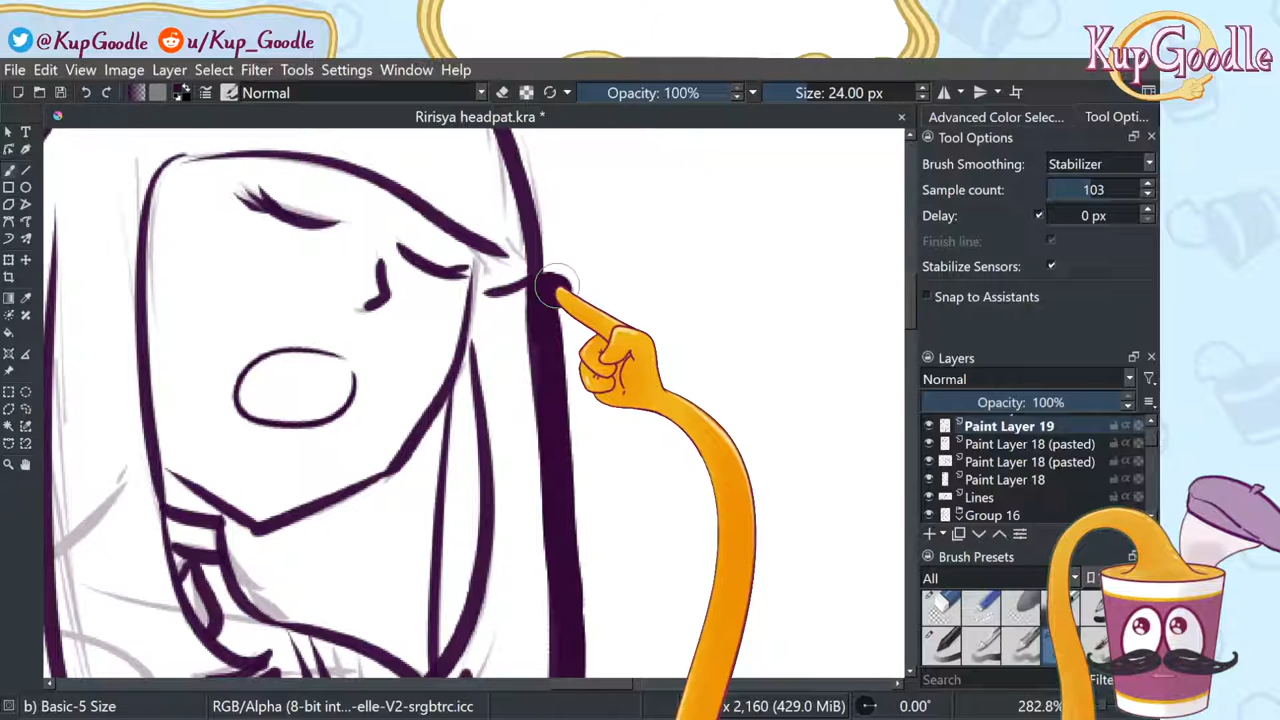 @KupGoodle u/Kup_Goodle
KupGoodle
File Edit View Image Layer Select Filter Tools Settings Window Help
Normal Opacity: 100% Size: 24.00 px
Ririsya headpat.kra *
Advanced Color Selec... Tool Optio...
Tool Options
Brush Smoothing: Stabilizer
Sample count: 103
Delay: 0 px
Finish line:
Stabilize Sensors:
Snap to Assistants
Layers
Normal
Opacity: 100%
Paint Layer 19
Paint Layer 18 (pasted)
Paint Layer 18 (pasted)
Paint Layer 18
Lines
Group 16
Brush Presets
All
Search
b) Basic-5 Size RGB/Alpha (8-bit int...-elle-V2-srgbtrc.icc x 2,160 (429.0 MiB) 0.00° 282.8%